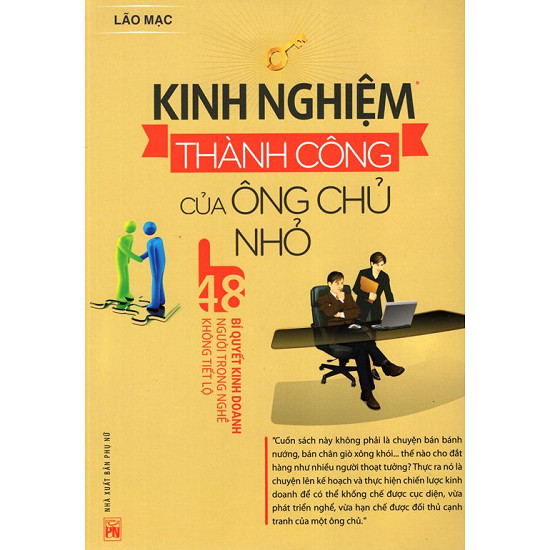 LÃO MẠC
KINH NGHIỆM
THÀNH CÔNG
CỦA ÔNG CHỦ
NHỎ
48
BÍ QUYẾT KINH DOANH
NGƯỜI TRONG NGHỀ
KHÔNG TIẾT LỘ
"Cuốn sách này không phải là chuyện bán bánh
nướng, bán chân giò xông khói... thế nào cho đắt
hàng như nhiều người thoạt tưởng? Thực ra nó là
chuyện lên kế hoạch và thực hiện chiến lược kinh
doanh để có thể khống chế được cục diện, vừa
phát triển nghề, vừa hạn chế được đối thủ cạnh
tranh của một ông chủ."
NHÀ XUẤT BẢN PHỤ NỮ
PN